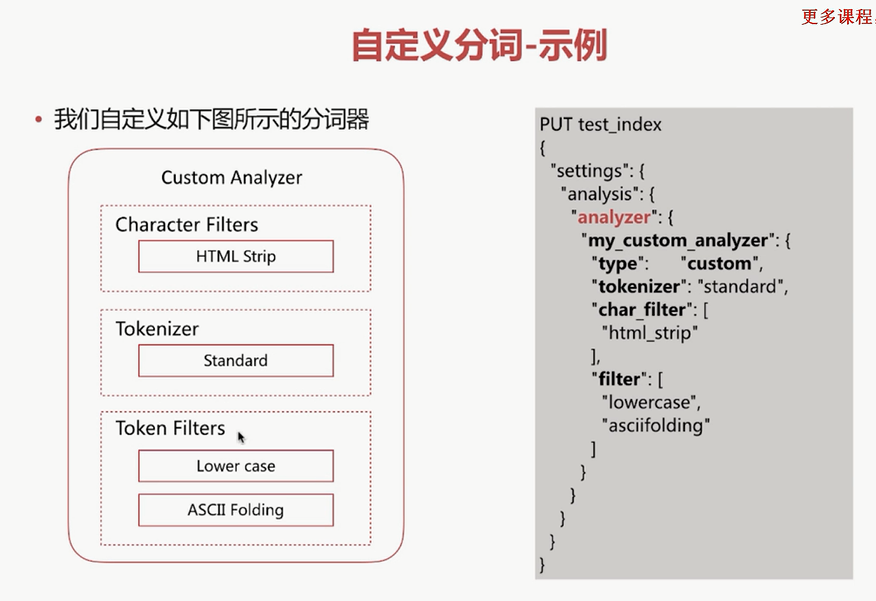 更多课程
自定义分词-示例
• 我们自定义如下图所示的分词器
Custom Analyzer
Character Filters
HTML Strip
Tokenizer
Standard
Token Filters
Lower case
ASCII Folding
PUT test_index
{
"settings": {
"analysis": {
"analyzer": {
"my_custom_analyzer": {
"type": "custom",
"tokenizer": "standard",
"char_filter": [
"html_strip"
],
"filter": [
"lowercase",
"asciifolding"
]
}
}
}
}
}